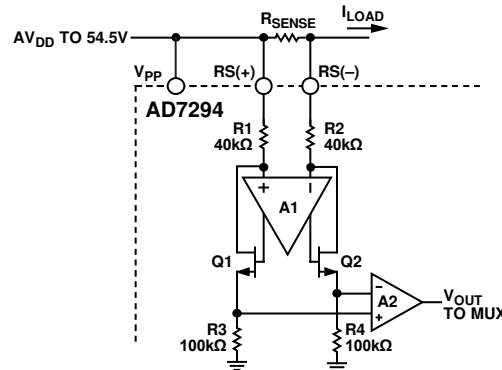 RSENSE
ILOAD
AVDD TO 54.5V
VPP
RS(+)
RS(–)
AD7294
R1
40kΩ
R2
40kΩ
+
–
A1
Q1
Q2
–
+
A2
VOUT
TO MUX
R3
100kΩ
R4
100kΩ